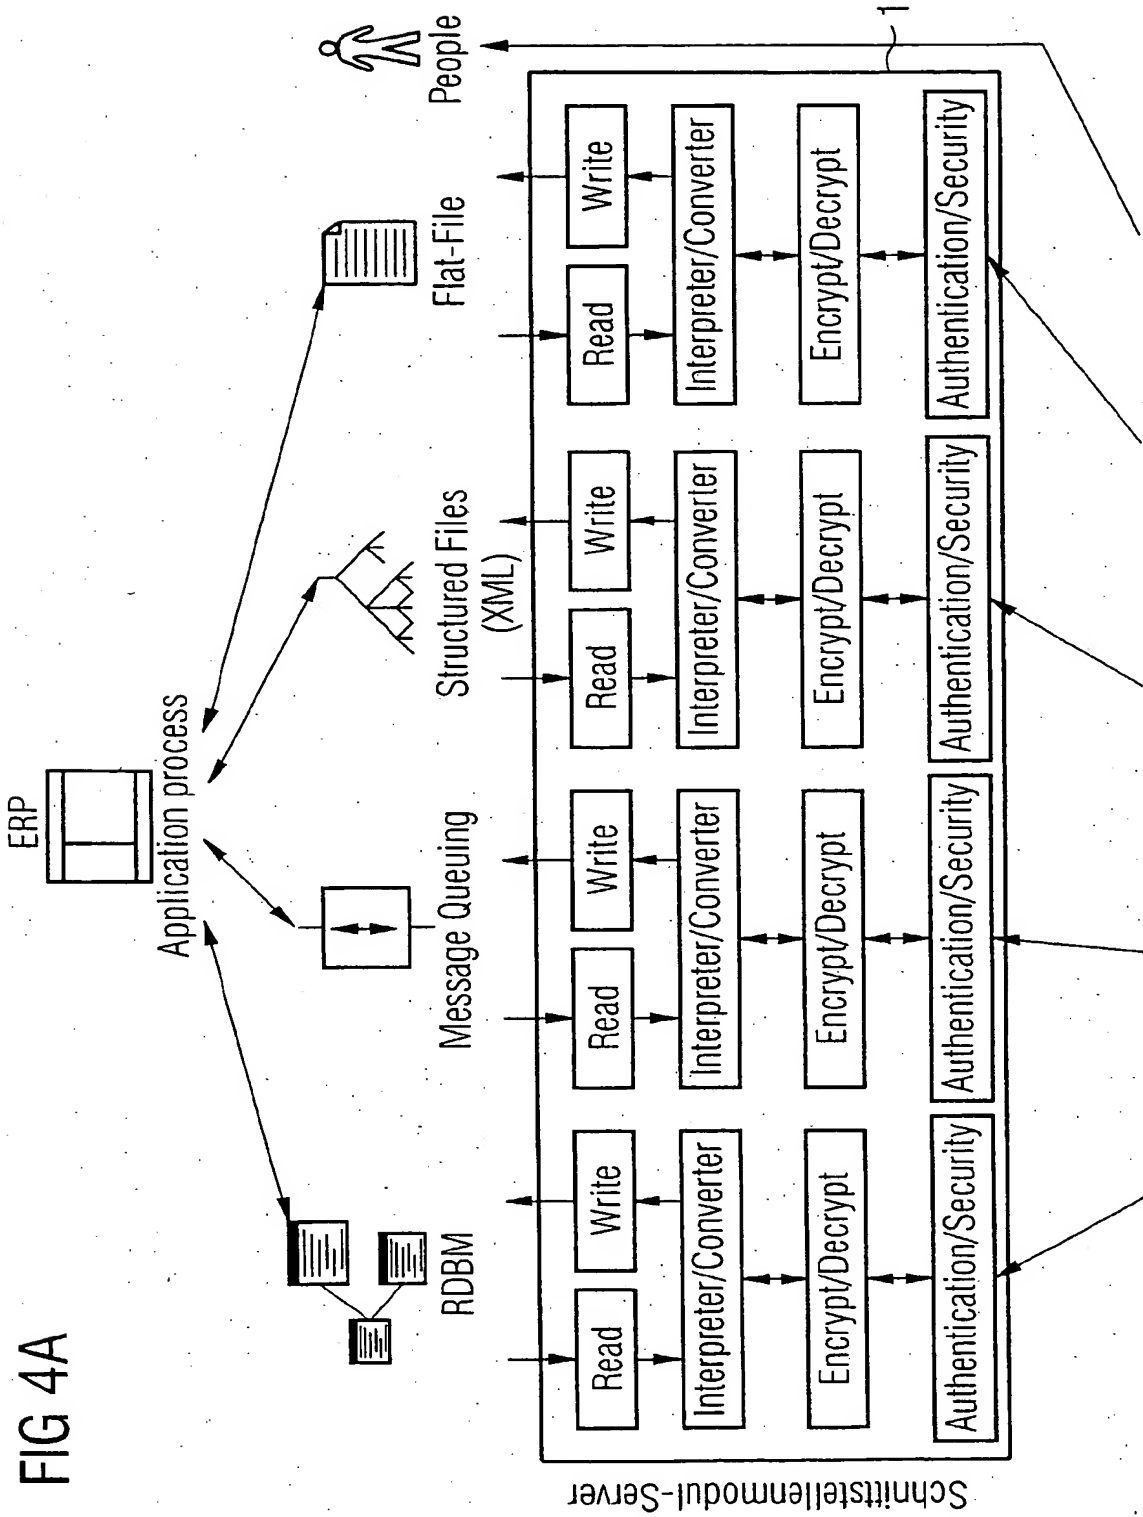 FIG 4A
ERP
Application process
RDBM
Message Queuing
Structured Files
(XML)
Flat-File
People
1
Schnittstellenmodul-Server
Read
Write
Read
Write
Read
Write
Read
Write
Interpreter/Converter
Interpreter/Converter
Interpreter/Converter
Interpreter/Converter
Encrypt/Decrypt
Encrypt/Decrypt
Encrypt/Decrypt
Encrypt/Decrypt
Authentication/Security
Authentication/Security
Authentication/Security
Authentication/Security